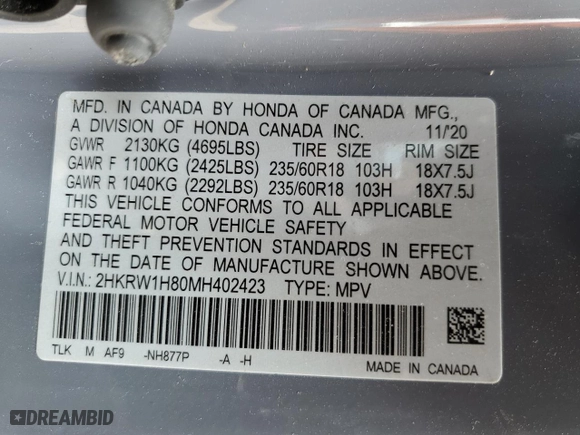 MFD. IN CANADA BY HONDA OF CANADA MFG.,
A DIVISION OF HONDA CANADA INC. 11/'20
GVWR 2130KG (4695LBS) TIRE SIZE RIM SIZE
GAWR F 1100KG (2425LBS) 235/60R18 103H 18X7.5J
GAWR R 1040KG (2292LBS) 235/60R18 103H 18X7.5J
THIS VEHICLE CONFORMS TO ALL APPLICABLE
FEDERAL MOTOR VEHICLE SAFETY
AND THEFT PREVENTION STANDARDS IN EFFECT
ON THE DATE OF MANUFACTURE SHOWN ABOVE.
V.I.N.: 2HKRW1H80MH402423 TYPE: MPV
TLK M AF9 -NH877P -A -H
MADE IN CANADA
DREAMBID